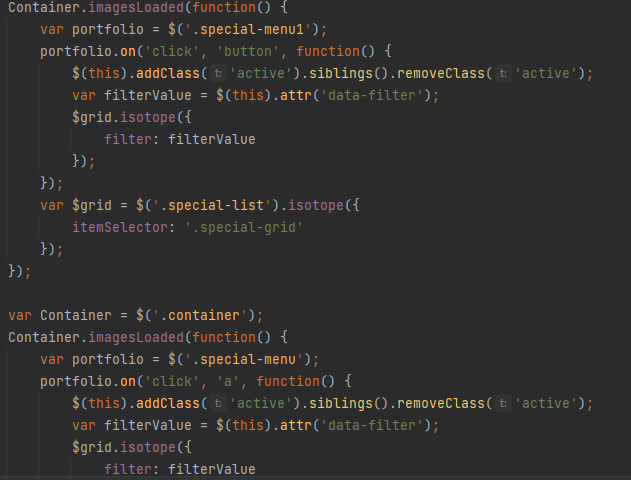 Container.imagesLoaded(function() {
var portfolio = $('.special-menu1');
portfolio.on('click', 'button', function() {
$(this).addClass( t: 'active').siblings().removeClass( t: 'active');
var filterValue = $(this).attr('data-filter');
$grid.isotope({
filter: filterValue
});
});
var $grid = $('.special-list').isotope({
itemSelector: '.special-grid'
});
});
var Container = $('.container');
Container.imagesLoaded(function() {
var portfolio = $('.special-menu');
portfolio.on('click', 'a', function() {
$(this).addClass( t: 'active').siblings().removeClass( t: 'active');
var filterValue = $(this).attr('data-filter');
$grid.isotope({
filter: filterValue